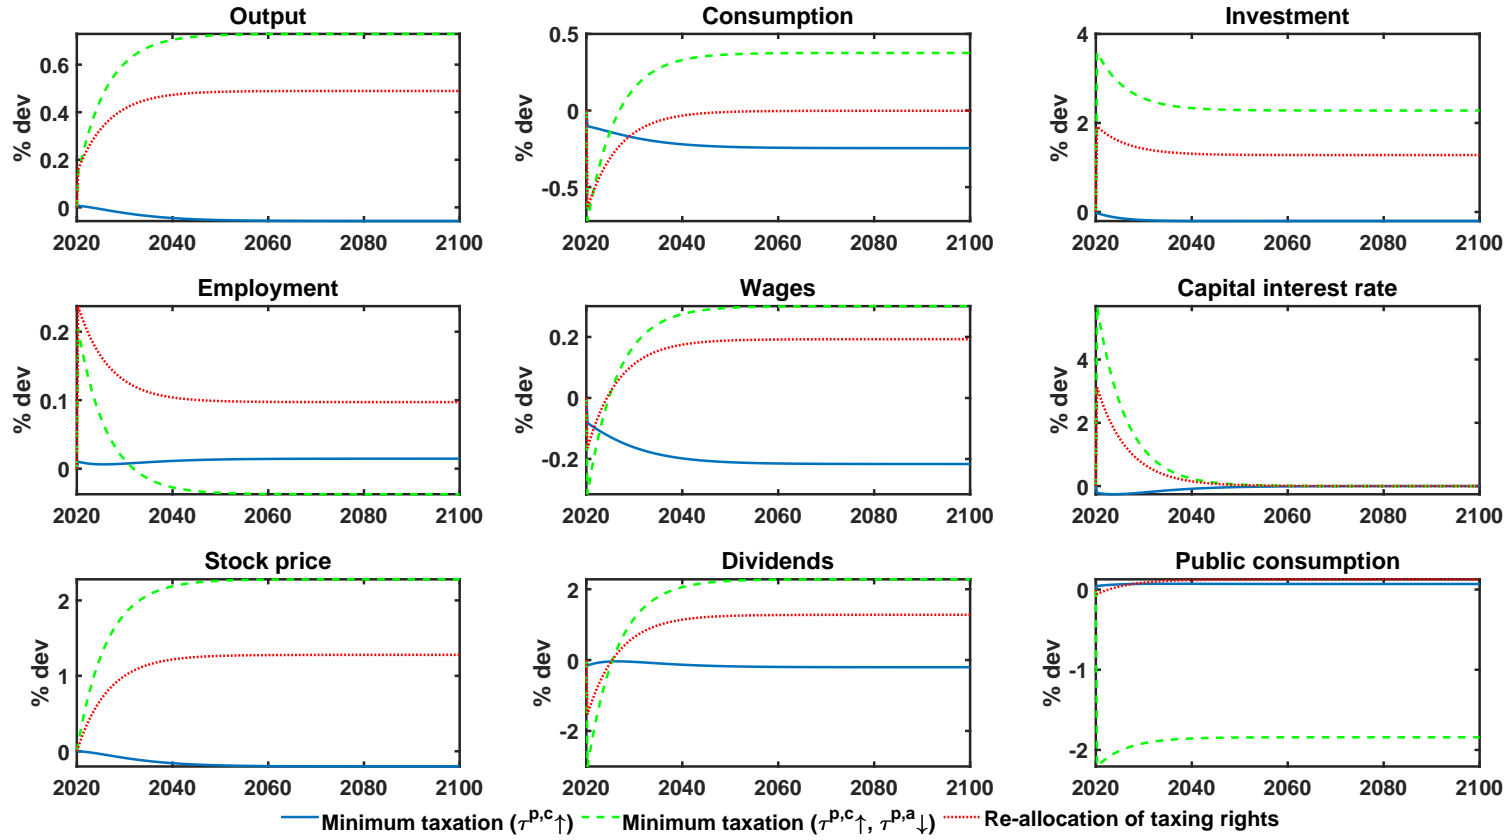 Output
% dev
0.6
0.4
0.2
0
2020 2040 2060 2080 2100
Consumption
% dev
0.5
0
-0.5
2020 2040 2060 2080 2100
Investment
% dev
4
2
0
2020 2040 2060 2080 2100
Employment
% dev
0.2
0.1
0
2020 2040 2060 2080 2100
Wages
% dev
0.2
0
-0.2
2020 2040 2060 2080 2100
Capital interest rate
% dev
4
2
0
2020 2040 2060 2080 2100
Stock price
% dev
2
1
0
2020 2040 2060 2080 2100
Dividends
% dev
2
0
-2
2020 2040 2060 2080 2100
Public consumption
% dev
0
-1
-2
2020 2040 2060 2080 2100
Minimum taxation (τ^p,c↑) Minimum taxation (τ^p,c↑, τ^p,a↓) Re-allocation of taxing rights